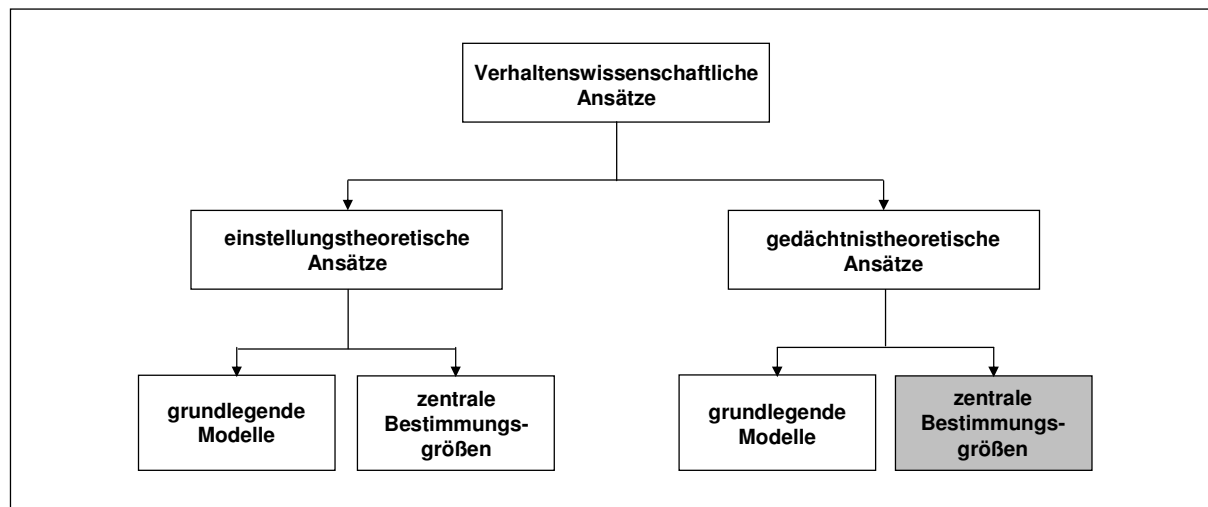 Verhaltenswissenschaftliche
Ansätze
einstellungstheoretische
Ansätze
gedächtnistheoretische
Ansätze
grundlegende
Modelle
zentrale
Bestimmungs-
größen
grundlegende
Modelle
zentrale
Bestimmungs-
größen